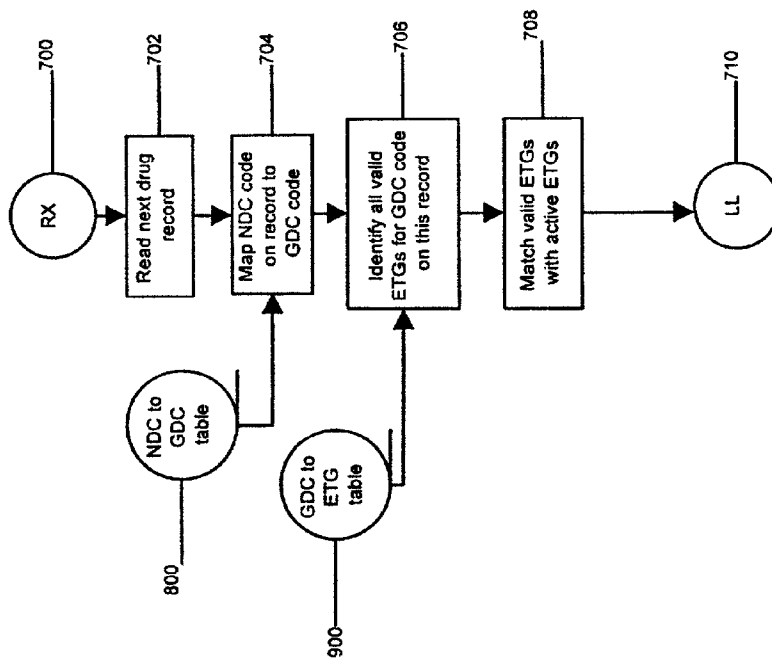 RX
700
Read next drug
record
702
Map NDC code
on record to
GDC code
704
NDC to
GDC
table
800
Identify all valid
ETGs for GDC code
on this record
706
GDC to
ETG
table
900
Match valid ETGs
with active ETGs
708
LL
710